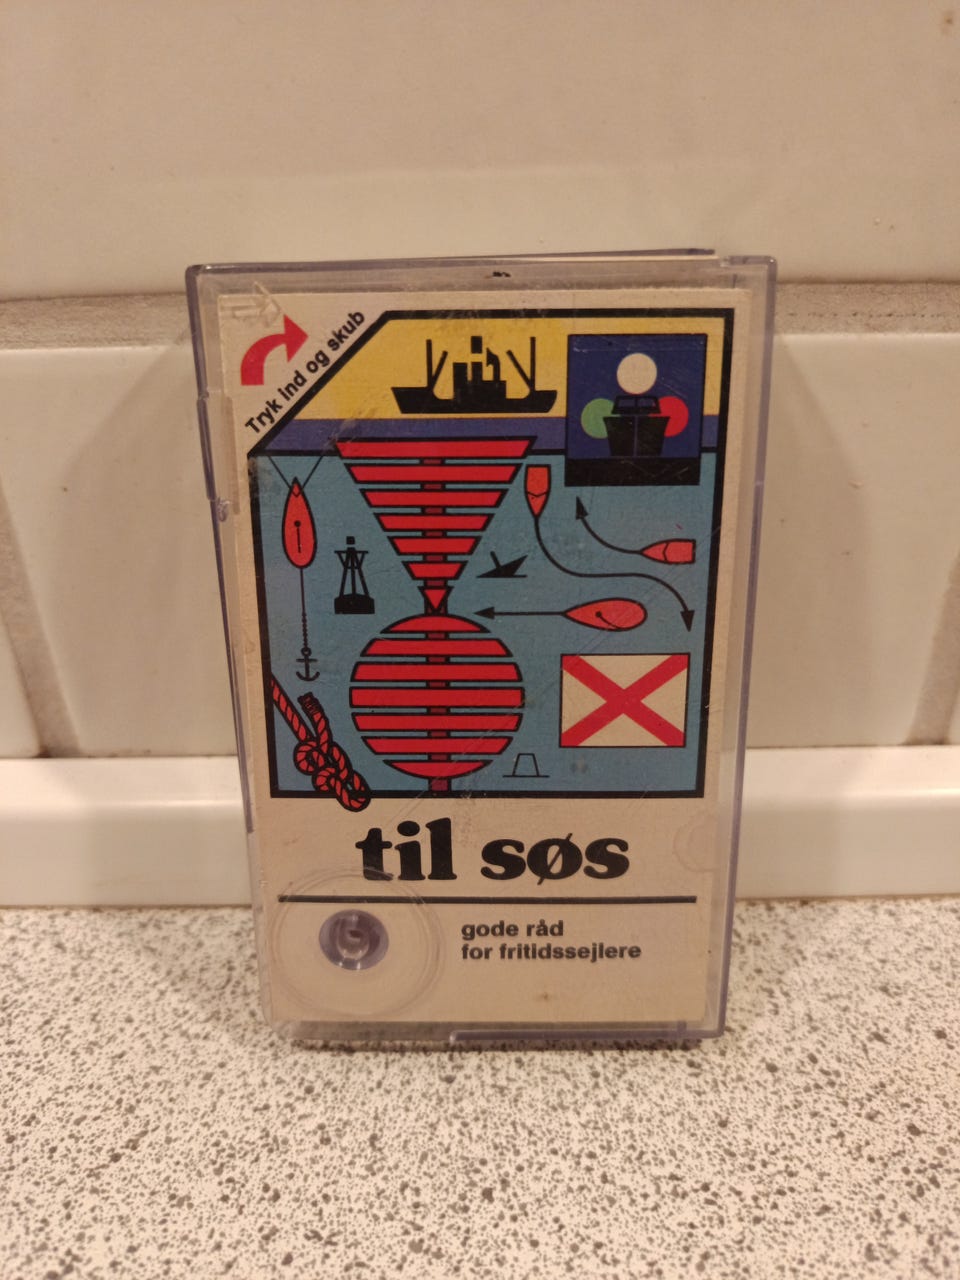 Tryk ind og skub
til søs
gode råd
for fritidssejlere